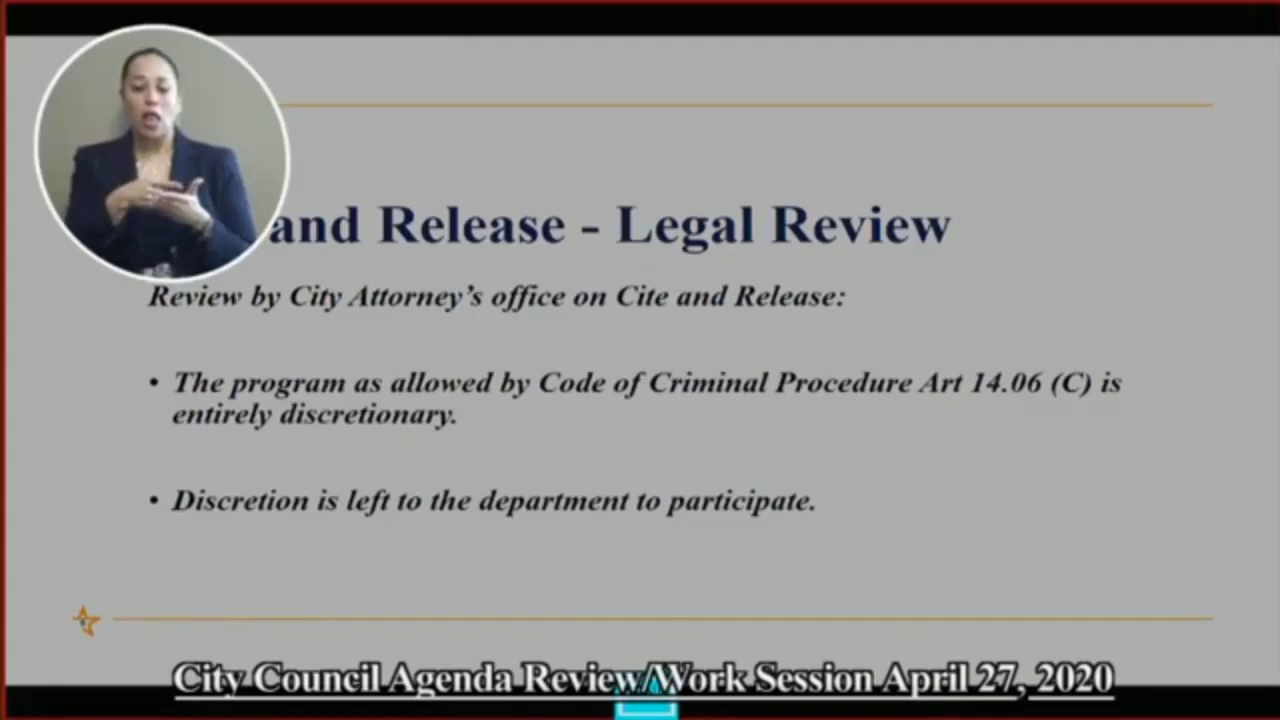 and Release - Legal Review
Review by City Attorney's office on Cite and Release:
• The program as allowed by Code of Criminal Procedure Art 14.06 (C) is
entirely discretionary.
• Discretion is left to the department to participate.
City Council Agenda Review/Work Session April 27, 2020